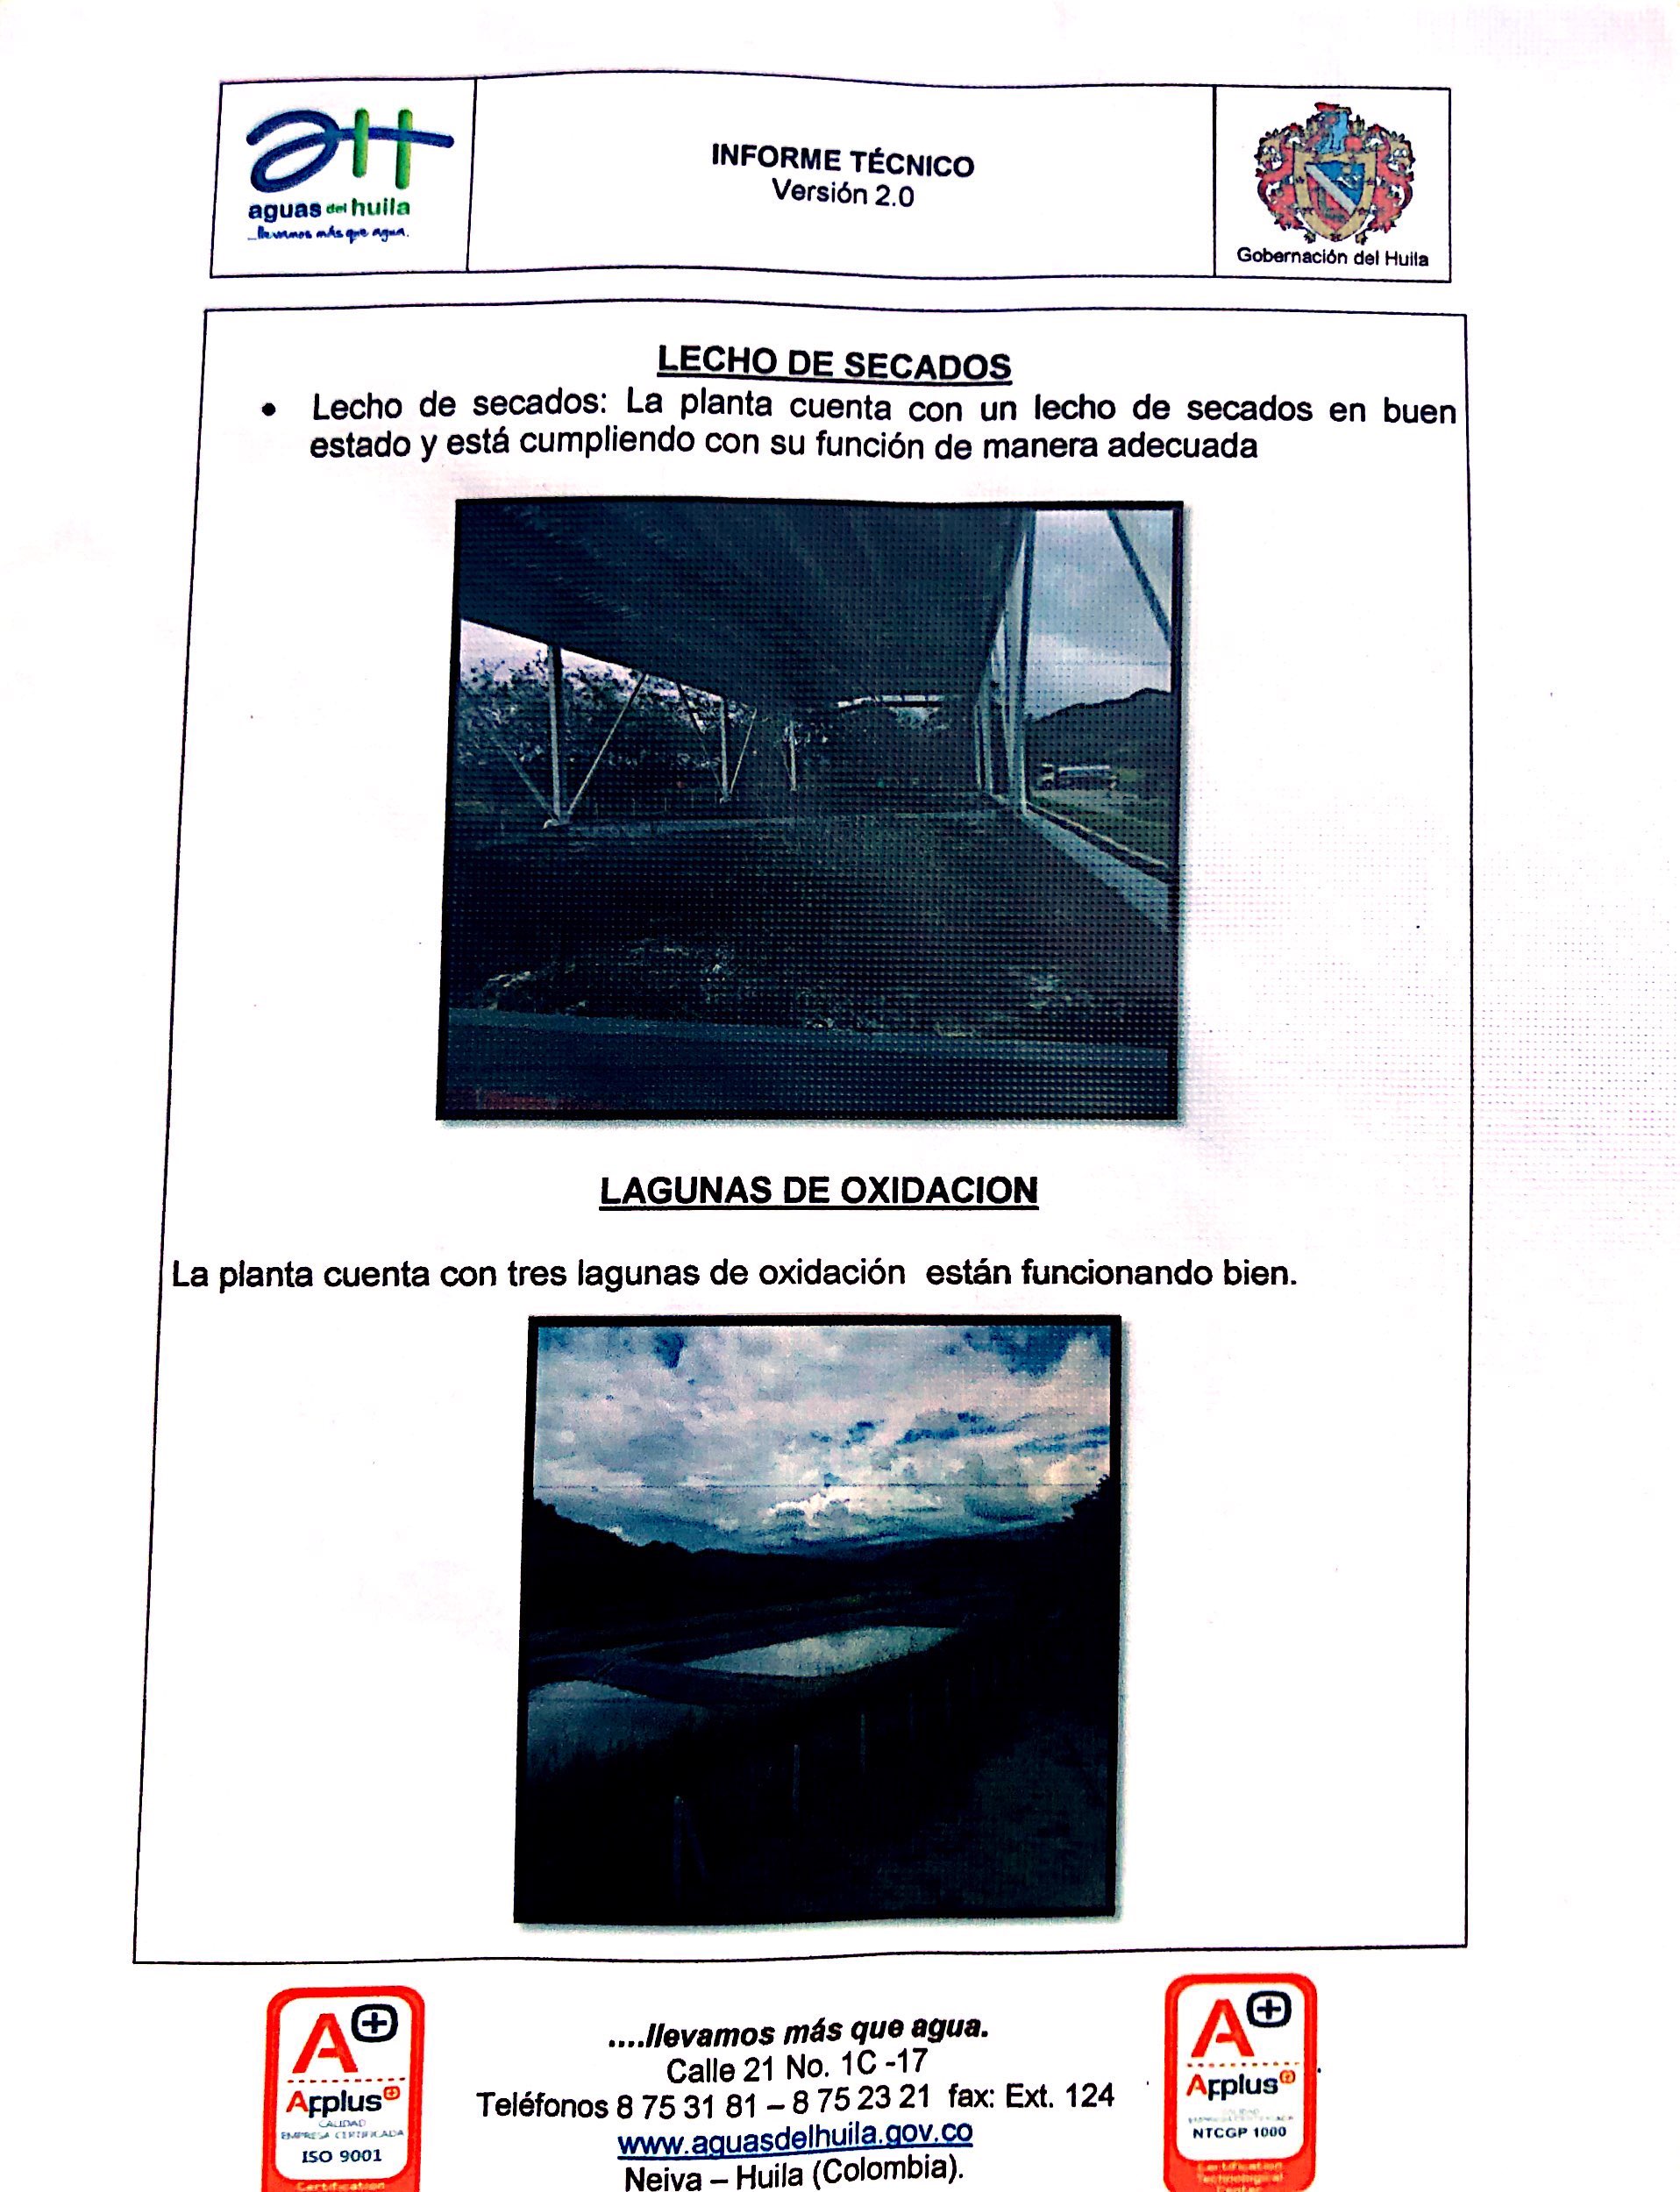 aguas del huila
...llevamos más que agua.
INFORME TÉCNICO
Versión 2.0
Gobernación del Huila
LECHO DE SECADOS
• Lecho de secados: La planta cuenta con un lecho de secados en buen
estado y está cumpliendo con su función de manera adecuada
LAGUNAS DE OXIDACION
La planta cuenta con tres lagunas de oxidación están funcionando bien.
A+
Applus+
CALIDAD
EMPRESA CERTIFICADA
ISO 9001
Certification
....llevamos más que agua.
Calle 21 No. 1C -17
Teléfonos 8 75 31 81 – 8 75 23 21 fax: Ext. 124
www.aguasdelhuila.gov.co
Neiva – Huila (Colombia).
A+
Applus+
NTCGP 1000
Certification
Technological
Center